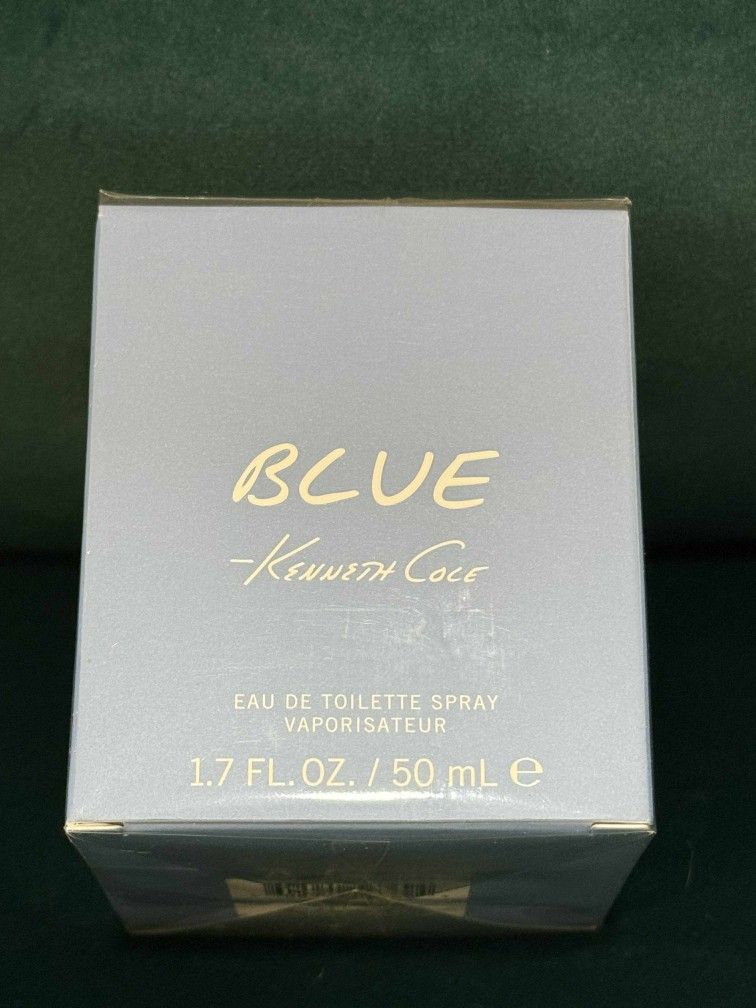 BLUE
-KENNETH COLE
EAU DE TOILETTE SPRAY
VAPORISATEUR
1.7 FL. OZ. / 50 mL ℮